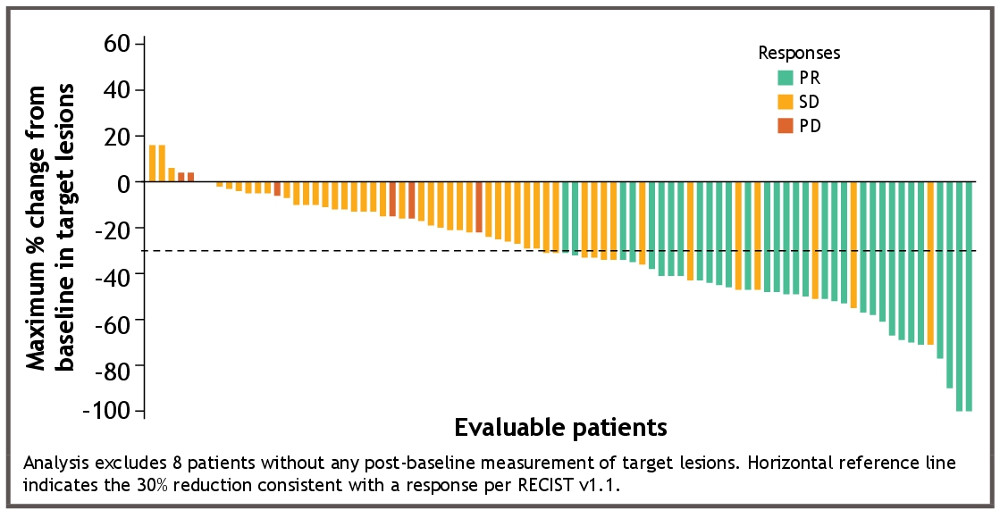 Maximum % change from
baseline in target lesions
60
40
20
0
-20
-40
-60
-80
-100
Responses
PR
SD
PD
Evaluable patients
Analysis excludes 8 patients without any post-baseline measurement of target lesions. Horizontal reference line
indicates the 30% reduction consistent with a response per RECIST v1.1.